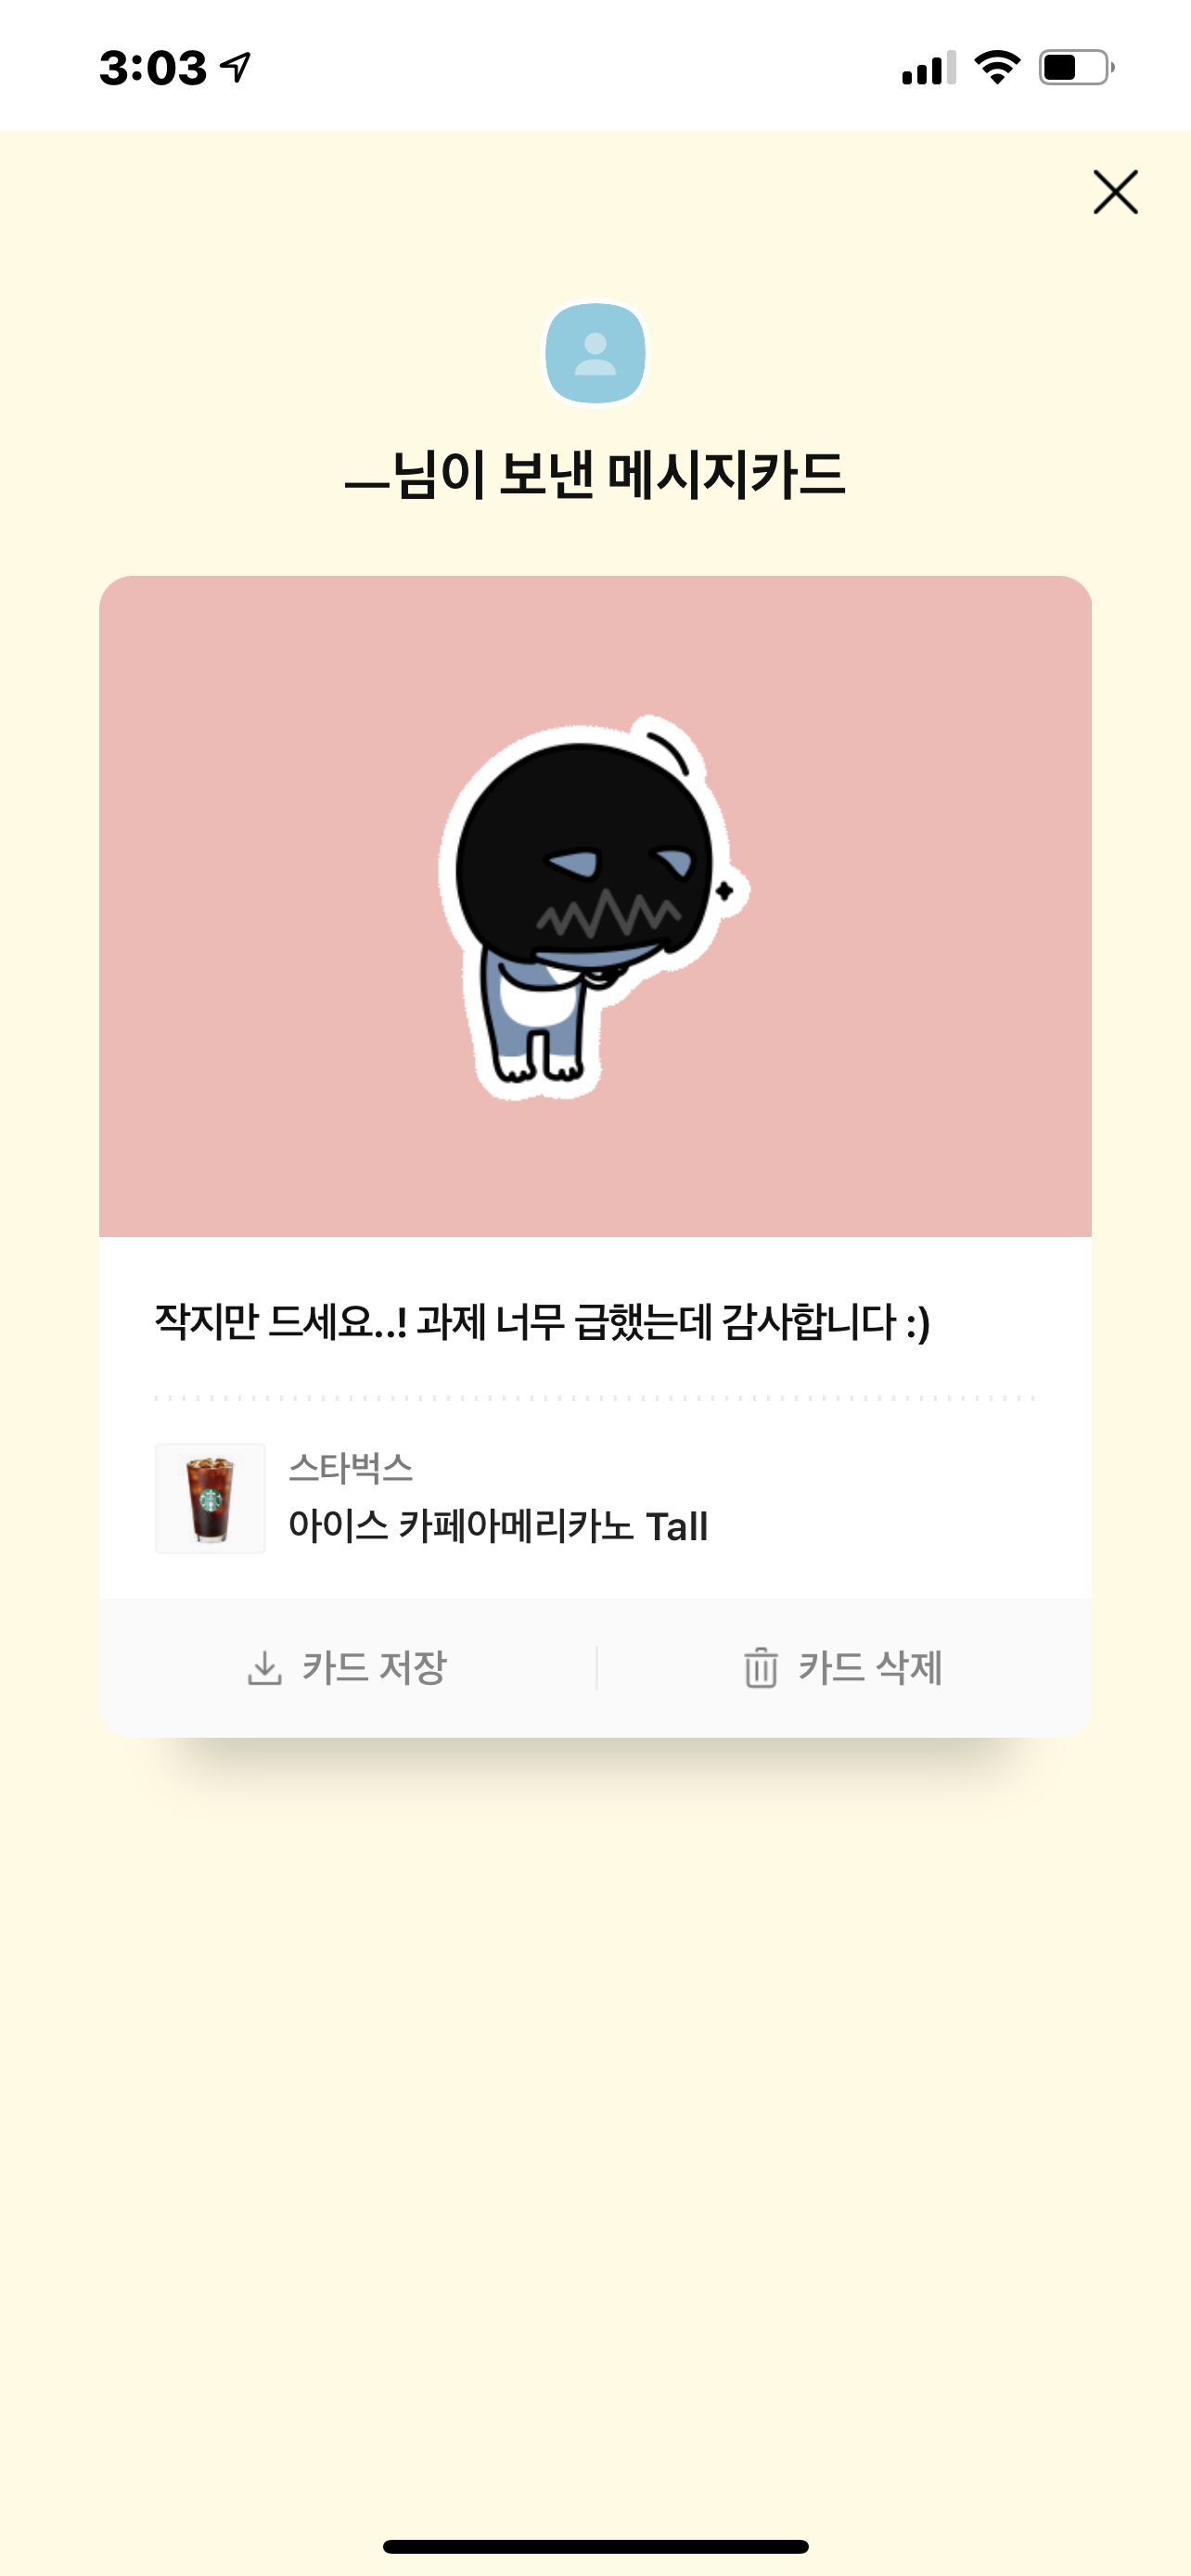 3:03
ㅡ님이 보낸 메시지카드
작지만 드세요..! 과제 너무 급했는데 감사합니다 :)
스타벅스
아이스 카페아메리카노 Tall
카드 저장
카드 삭제